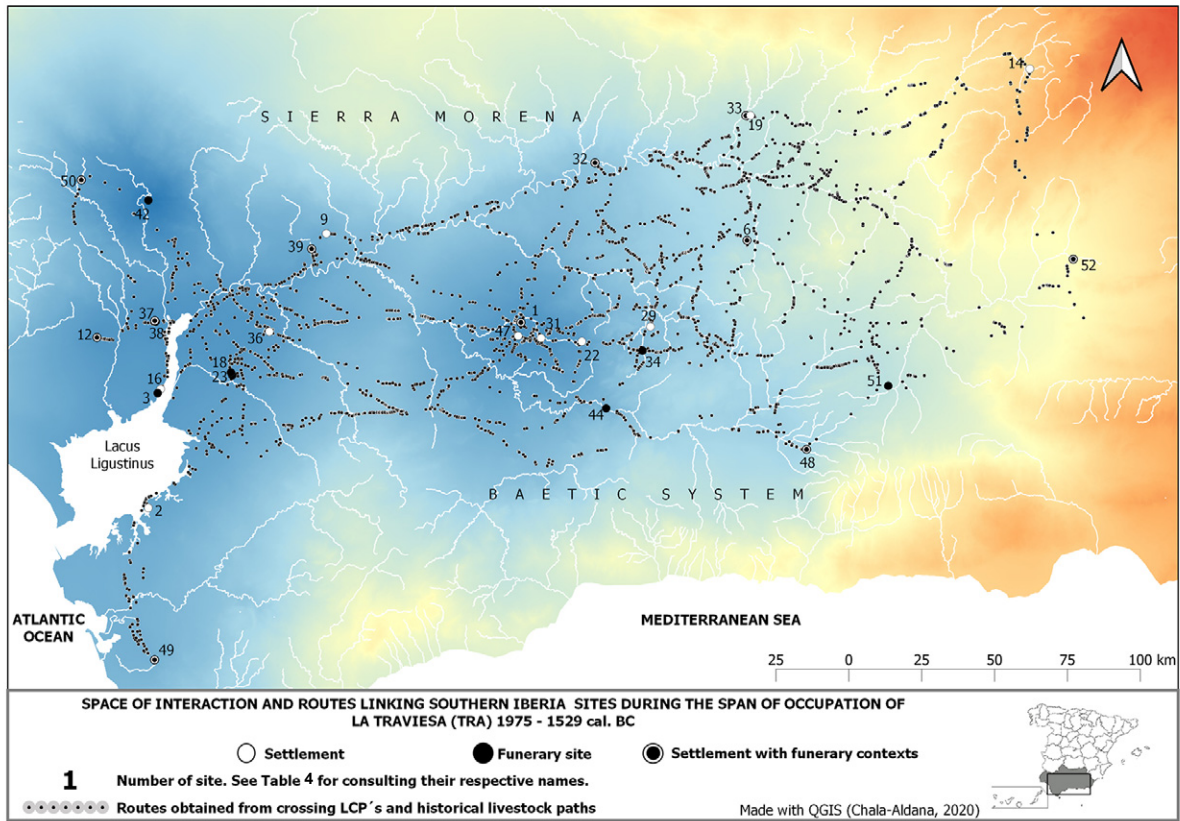 14
33
19
SIERRA MORENA
32
50
42
9
39
6
52
37
38
12
36
1
47
31
29
22
34
18
23
16
3
51
44
48
Lacus
Ligustinus
BAETIC SYSTEM
2
ATLANTIC
OCEAN
MEDITERRANEAN SEA
49
25 0 25 50 75 100 km
SPACE OF INTERACTION AND ROUTES LINKING SOUTHERN IBERIA SITES DURING THE SPAN OF OCCUPATION OF
LA TRAVIESA (TRA) 1975 - 1529 cal. BC
Settlement
Funerary site
Settlement with funerary contexts
1 Number of site. See Table 4 for consulting their respective names.
Routes obtained from crossing LCP´s and historical livestock paths
Made with QGIS (Chala-Aldana, 2020)